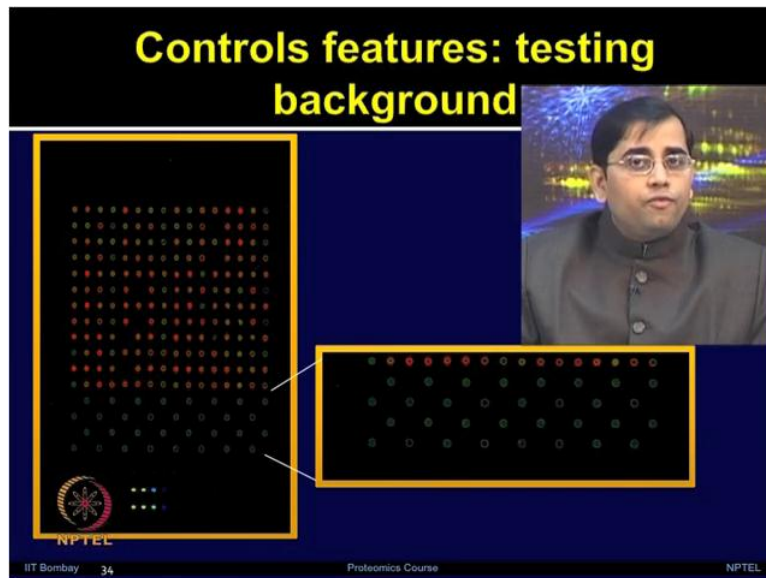 Controls features: testing
background
NPTEL
IIT Bombay 34 Proteomics Course NPTEL